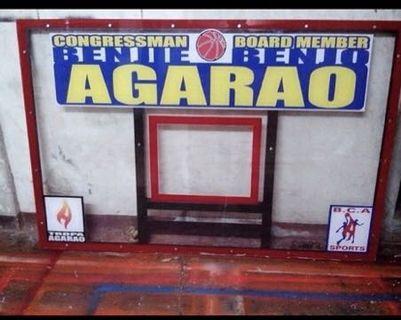 CONGRESSMAN BOARD MEMBER
BENJIE BENJO
AGARAO
TROPA
AGARAO
B.C.A
SPORTS